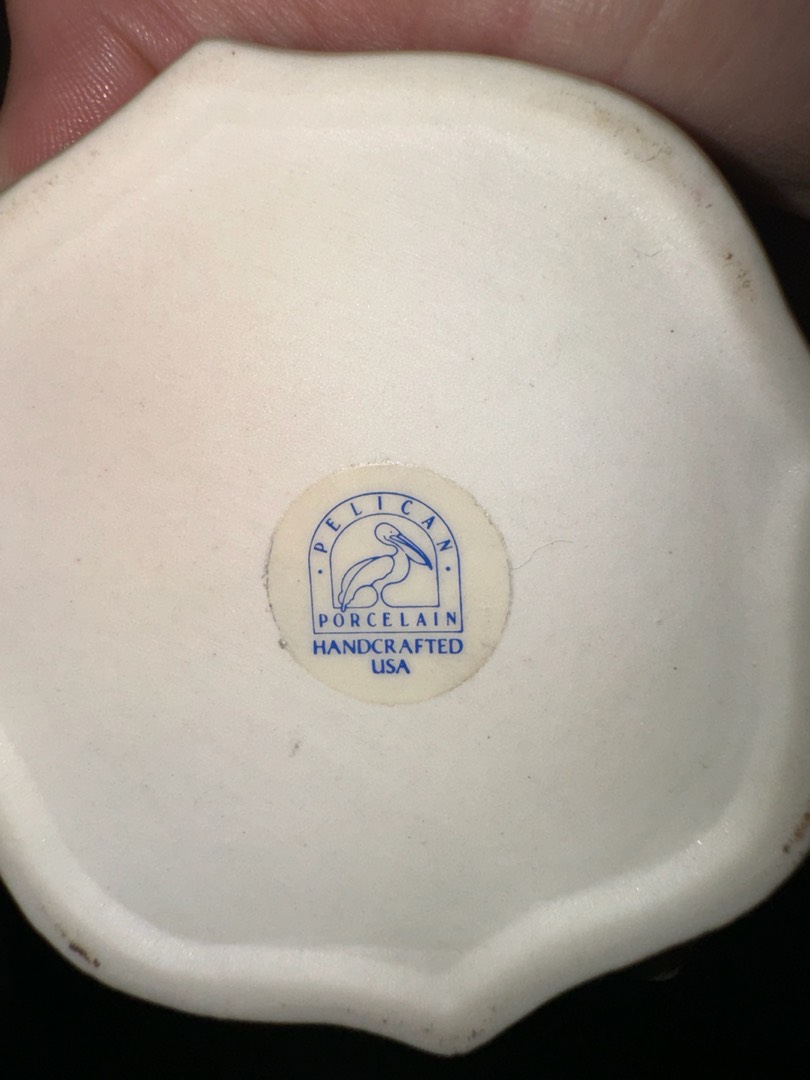 PELICAN
PORCELAIN
HANDCRAFTED
USA